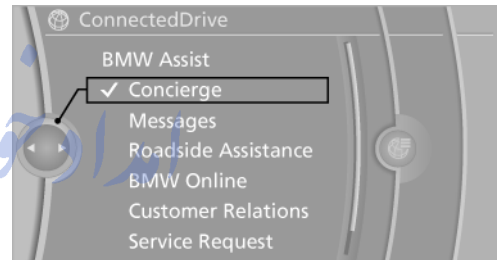 ConnectedDrive
BMW Assist
Concierge
Messages
Roadside Assistance
BMW Online
Customer Relations
Service Request